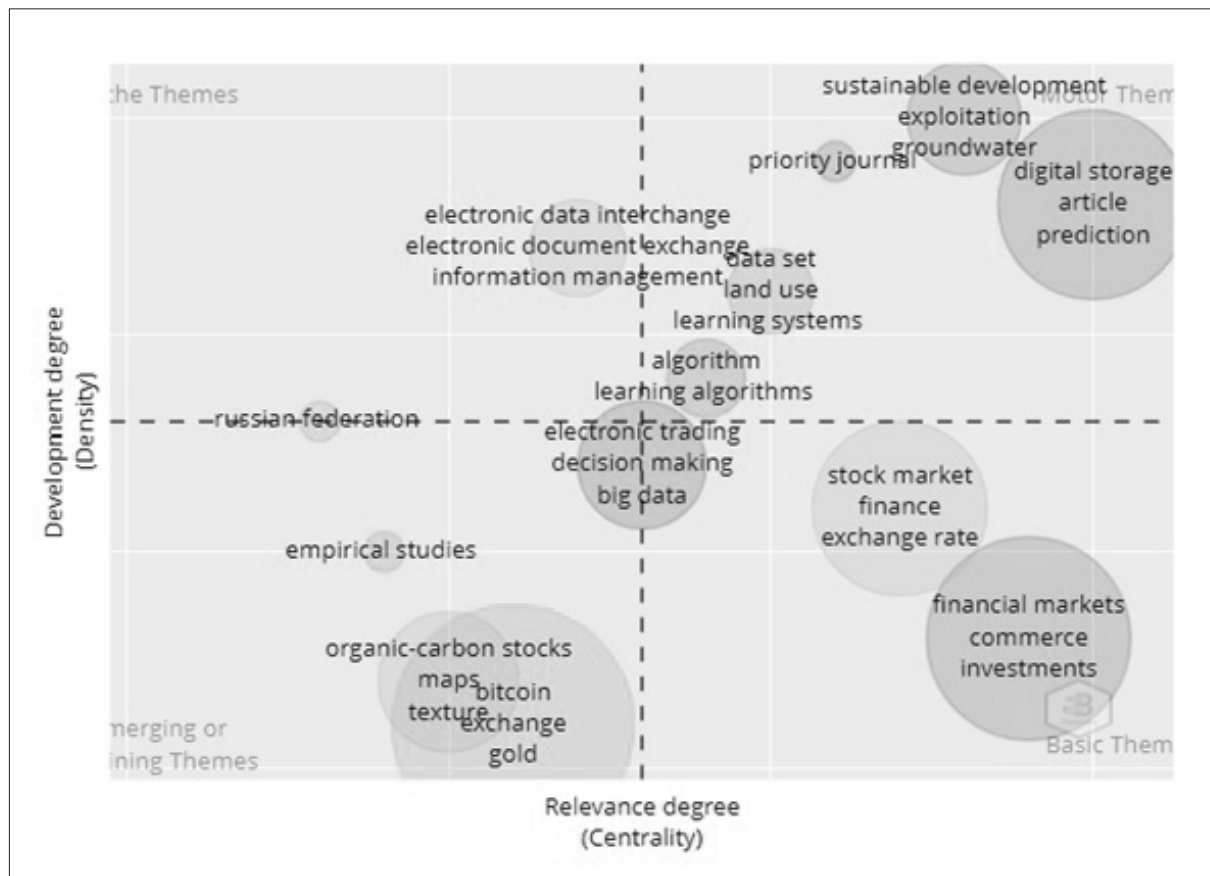 the Themes
Motor Them
sustainable development
exploitation
groundwater
priority journal
digital storage
article
prediction
electronic data interchange
electronic document exchange
information management
data set
land use
learning systems
algorithm
learning algorithms
russian federation
electronic trading
decision making
big data
stock market
finance
exchange rate
empirical studies
financial markets
commerce
investments
organic-carbon stocks
maps
texture
bitcoin
exchange
gold
merging or
ining Themes
Basic Them
Development degree
(Density)
Relevance degree
(Centrality)